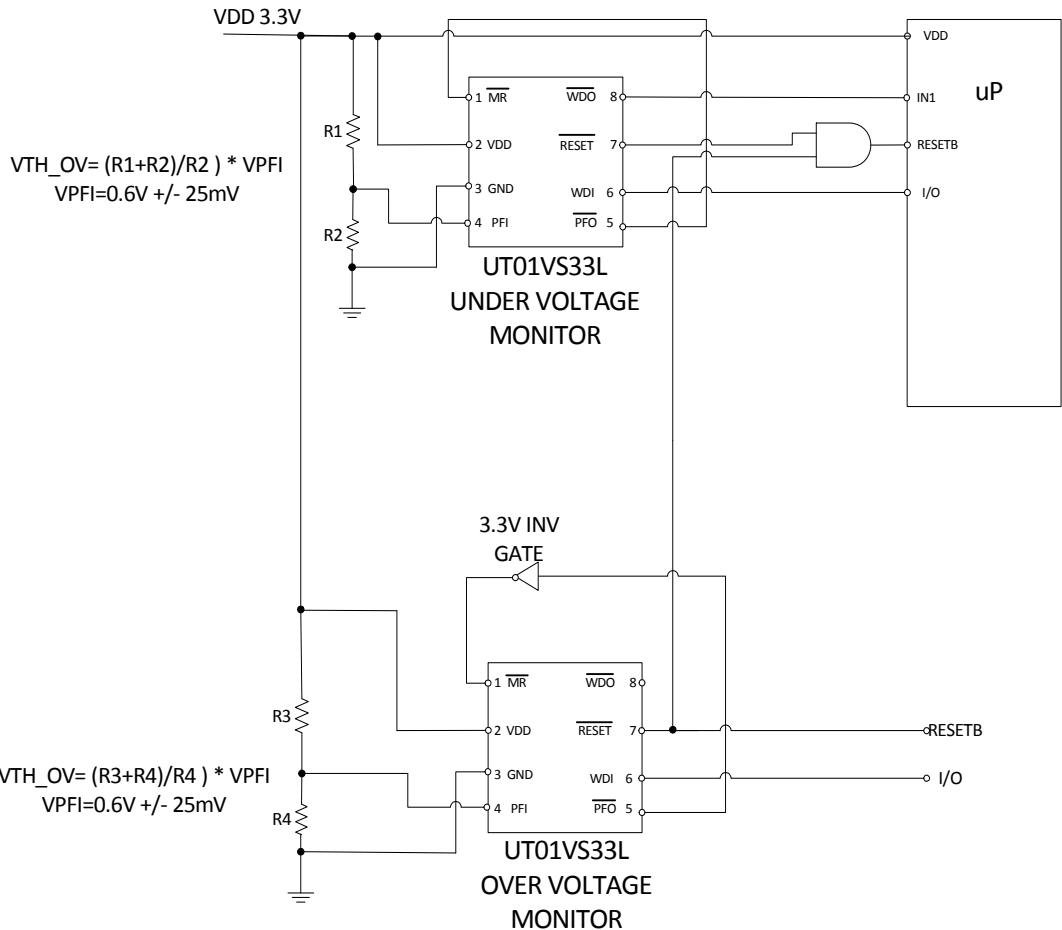 VDD 3.3V
VDD
uP
1 MR
WDO 8
IN1
R1
2 VDD
RESET 7
RESETB
VTH_OV= (R1+R2)/R2 ) * VPFI
VPFI=0.6V +/- 25mV
3 GND
WDI 6
I/O
R2
4 PFI
PFO 5
UT01VS33L
UNDER VOLTAGE
MONITOR
3.3V INV
GATE
1 MR
WDO 8
R3
2 VDD
RESET 7
RESETB
VTH_OV= (R3+R4)/R4 ) * VPFI
VPFI=0.6V +/- 25mV
3 GND
WDI 6
I/O
R4
4 PFI
PFO 5
UT01VS33L
OVER VOLTAGE
MONITOR